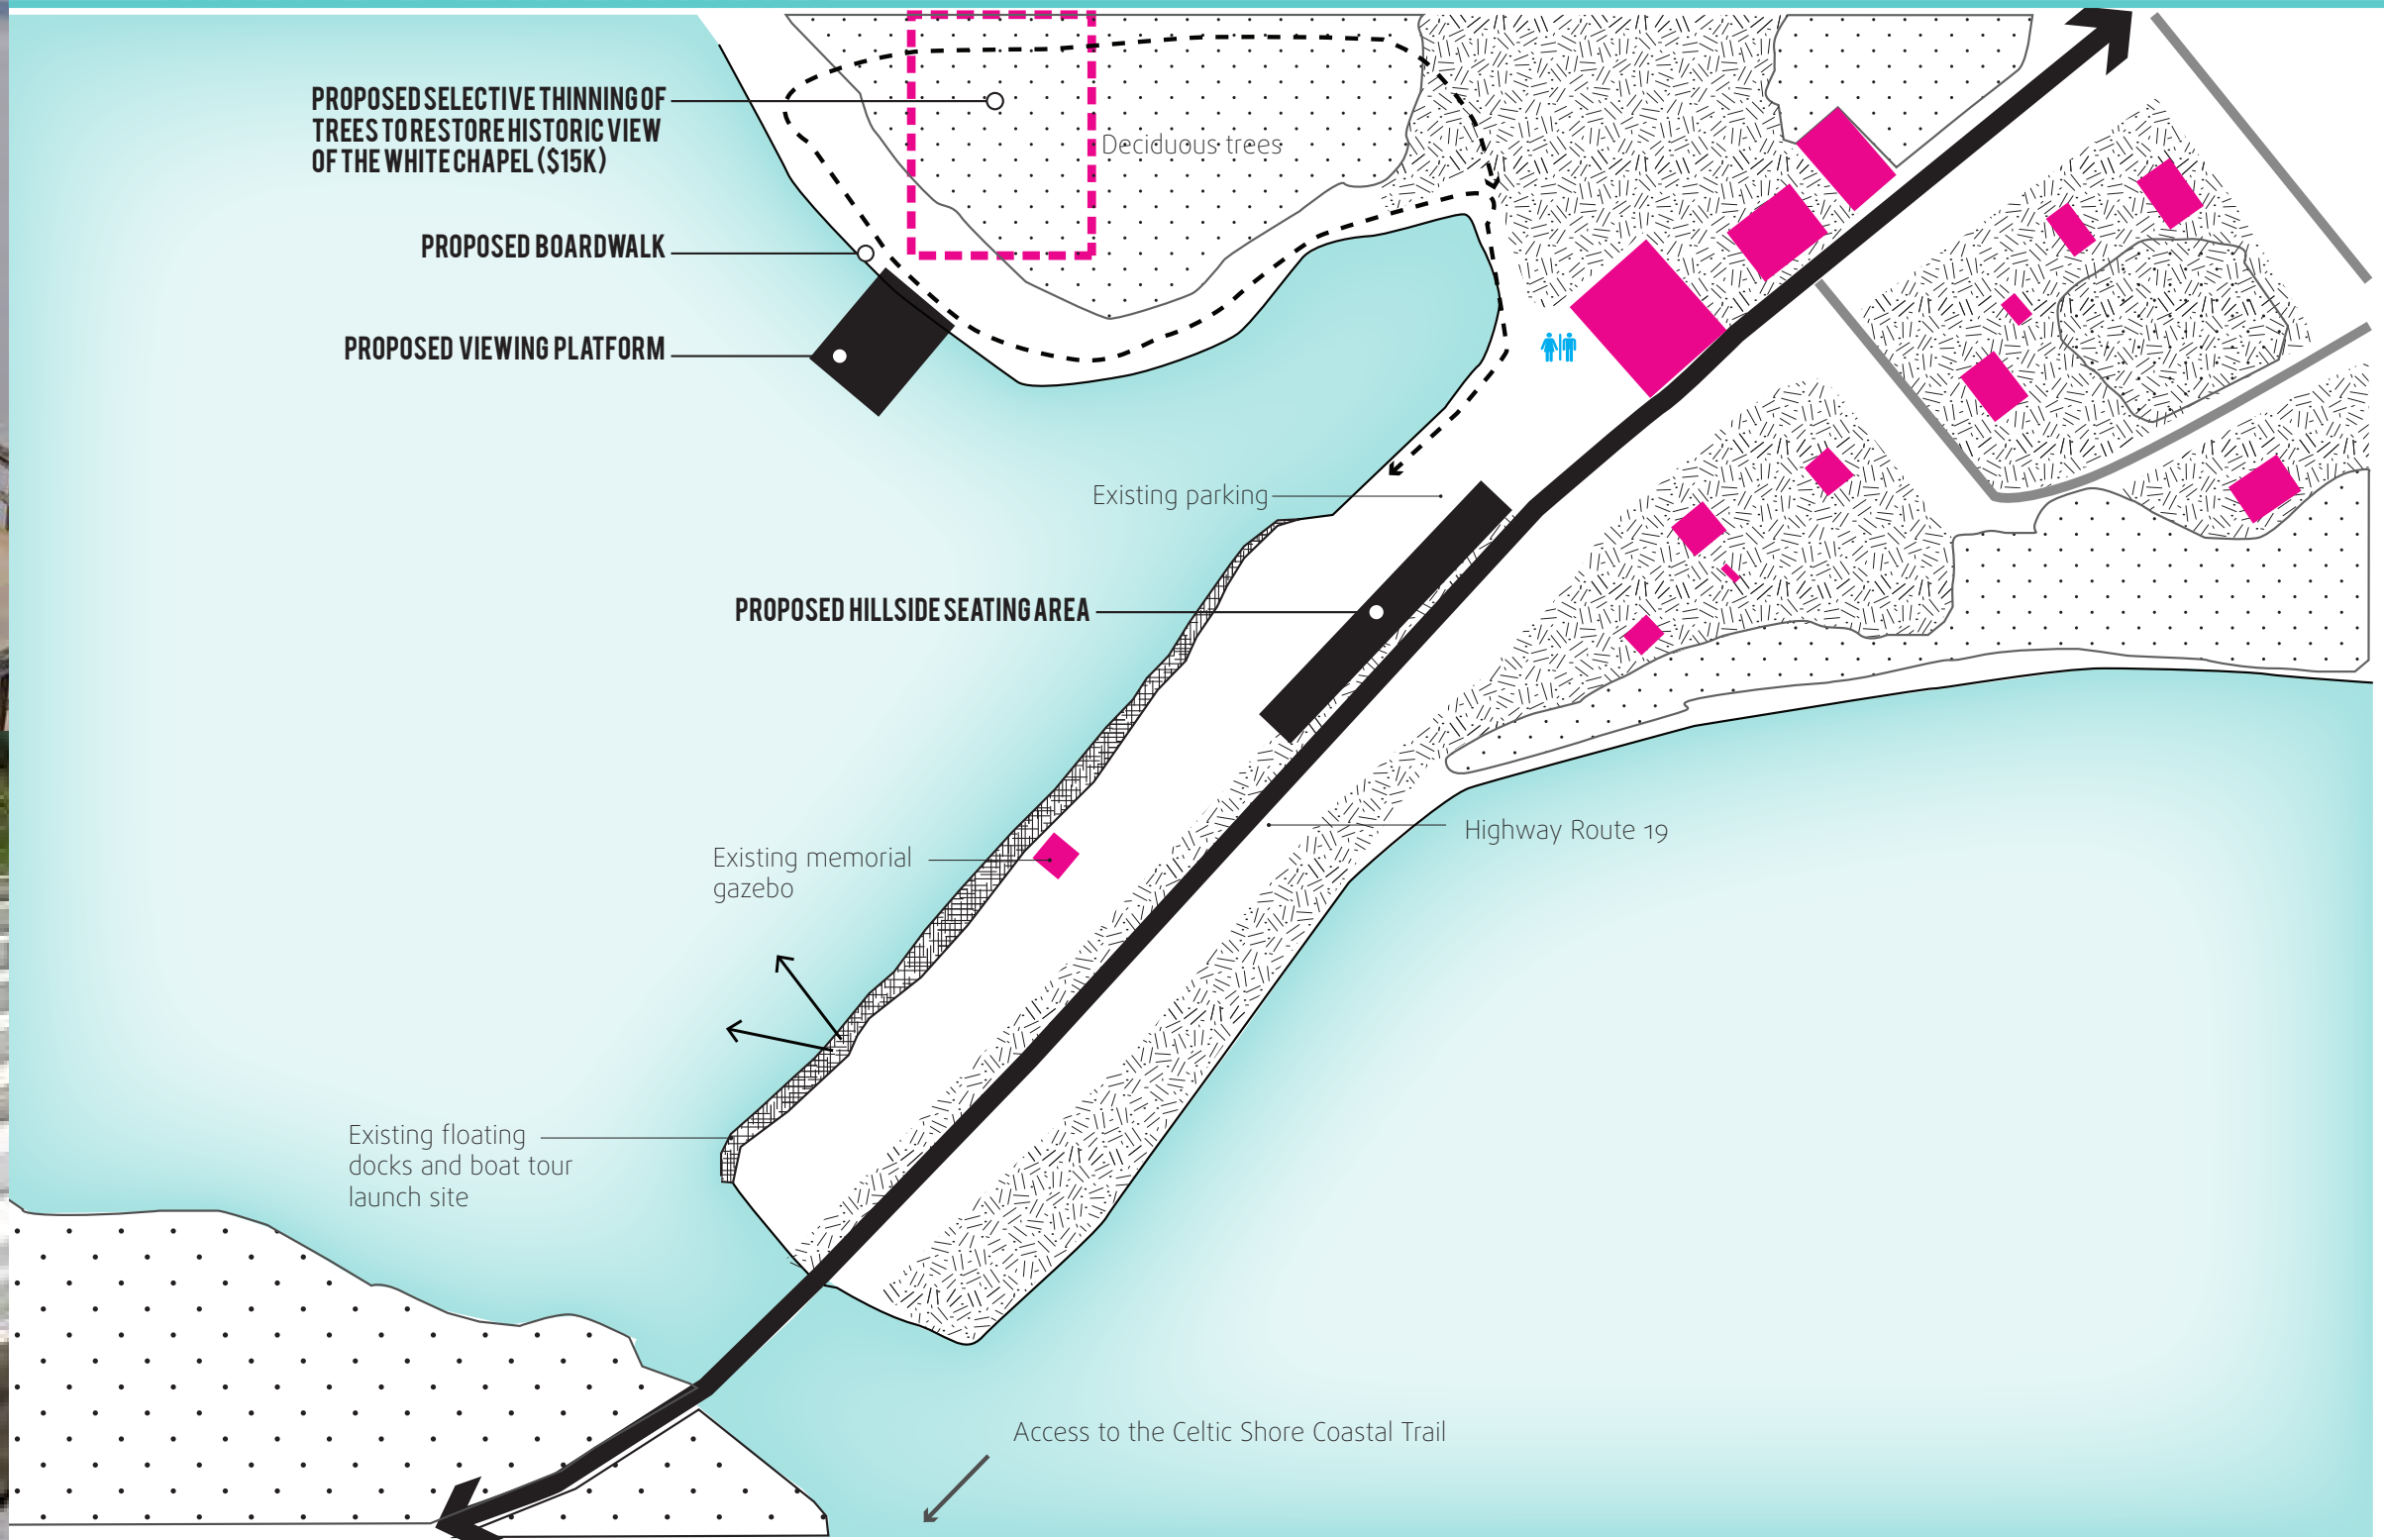 PROPOSED SELECTIVE THINNING OF
TREES TO RESTORE HISTORIC VIEW
OF THE WHITE CHAPEL ($15K)
Deciduous trees
PROPOSED BOARDWALK
PROPOSED VIEWING PLATFORM
Existing parking
PROPOSED HILLSIDE SEATING AREA
Highway Route 19
Existing memorial
gazebo
Existing floating
docks and boat tour
launch site
Access to the Celtic Shore Coastal Trail